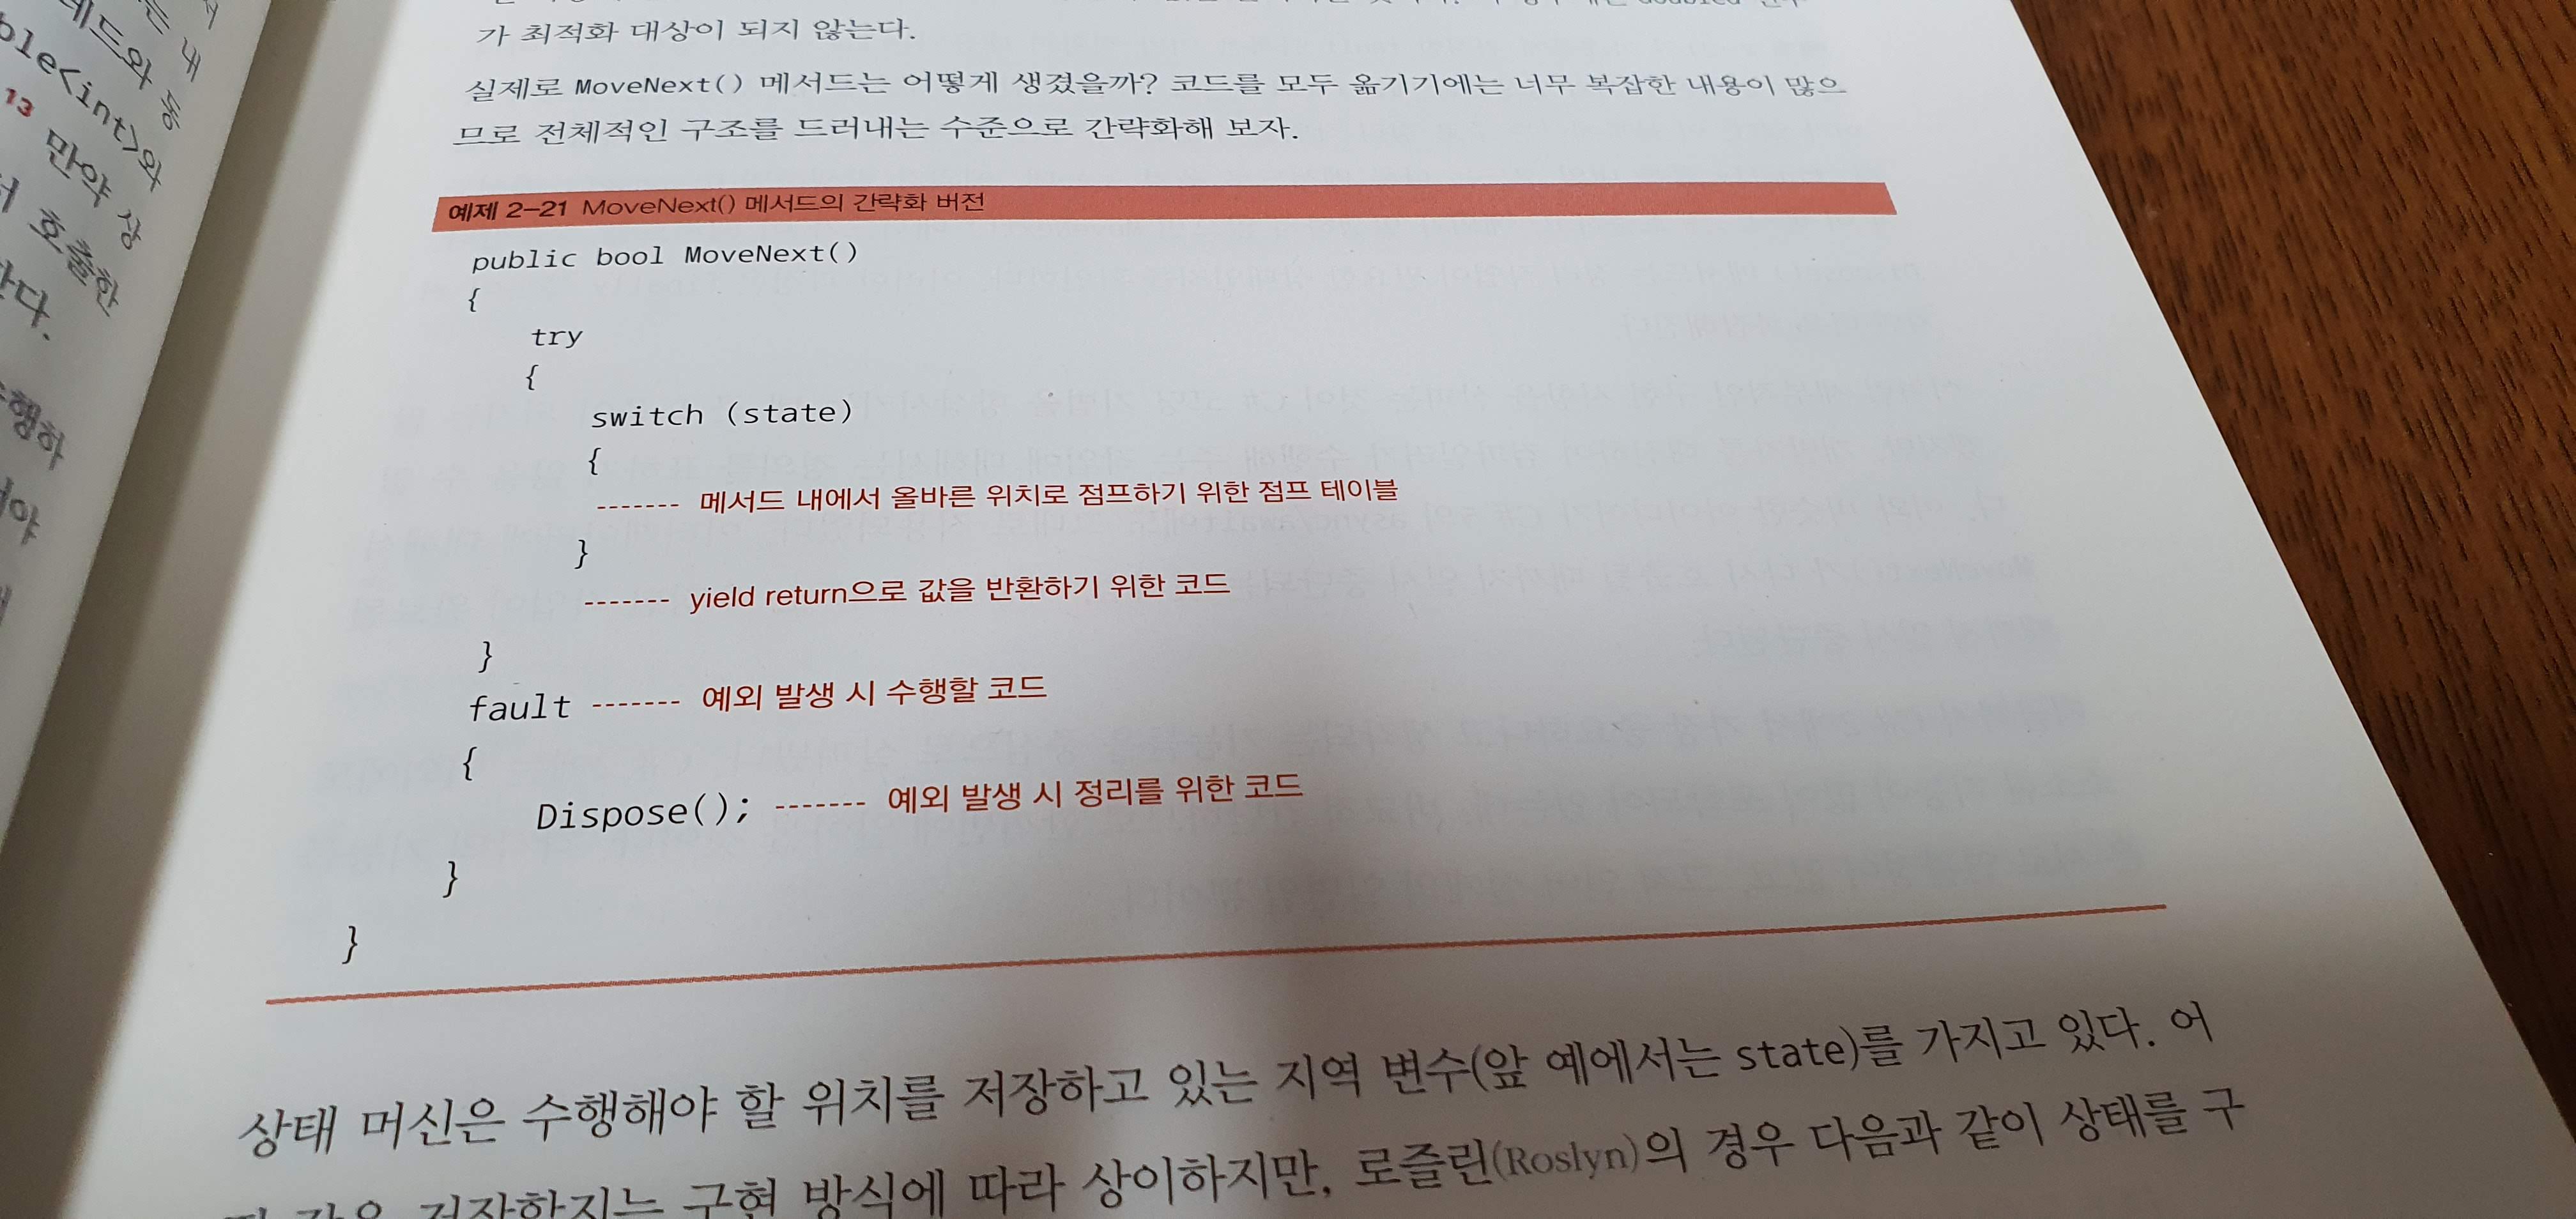 내
메서드와 동
ble<int>와
13 만약 상
호출한
가 최적화 대상이 되지 않는다.
실제로 MoveNext() 메서드는 어떻게 생겼을까? 코드를 모두 옮기기에는 너무 복잡한 내용이 많으
므로 전체적인 구조를 드러내는 수준으로 간략화해 보자.
예제 2-21 MoveNext() 메서드의 간략화 버전
public bool MoveNext()
{
try
{
switch (state)
{
------- 메서드 내에서 올바른 위치로 점프하기 위한 점프 테이블
}
------- yield return으로 값을 반환하기 위한 코드
}
fault ------- 예외 발생 시 수행할 코드
{
Dispose(); ------- 예외 발생 시 정리를 위한 코드
}
}
상태 머신은 수행해야 할 위치를 저장하고 있는 지역 변수(앞 예에서는 state)를 가지고 있다. 어
저장할지는 구현 방식에 따라 상이하지만, 로즐린(Roslyn)의 경우 다음과 같이 상태를 구